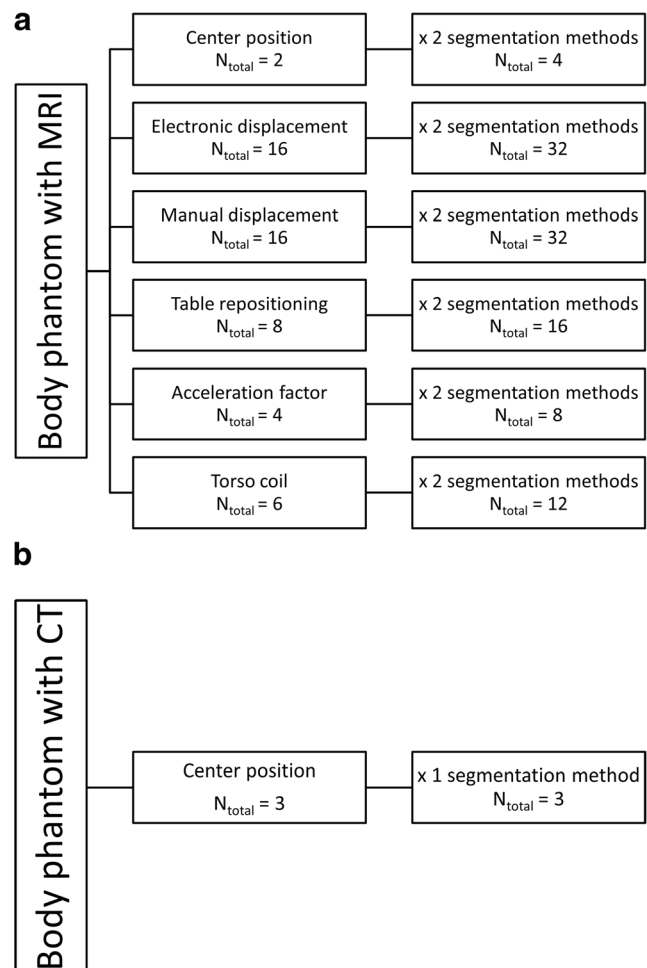 a
Body phantom with MRI
Center position
N_total = 2
x 2 segmentation methods
N_total = 4
Electronic displacement
N_total = 16
x 2 segmentation methods
N_total = 32
Manual displacement
N_total = 16
x 2 segmentation methods
N_total = 32
Table repositioning
N_total = 8
x 2 segmentation methods
N_total = 16
Acceleration factor
N_total = 4
x 2 segmentation methods
N_total = 8
Torso coil
N_total = 6
x 2 segmentation methods
N_total = 12
b
Body phantom with CT
Center position
N_total = 3
x 1 segmentation method
N_total = 3